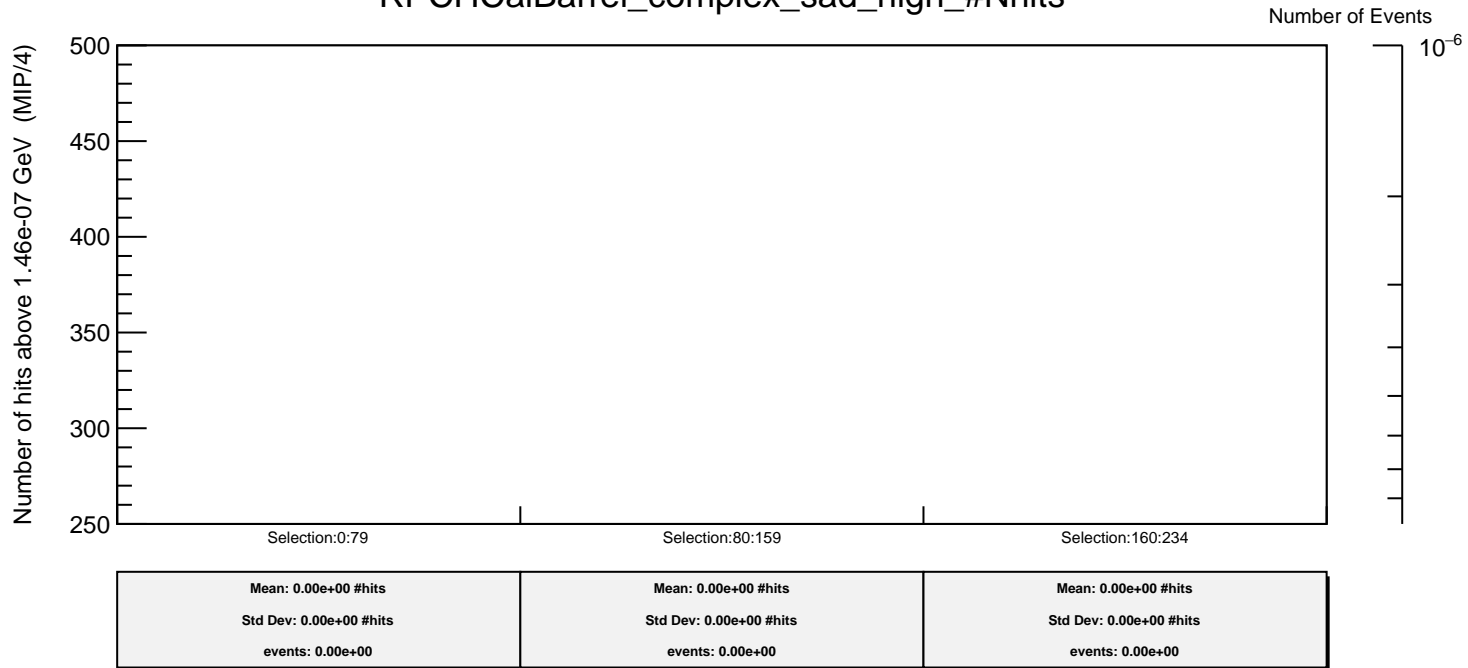 RPCHCalBarrel_complex_sad_high_#Nhits
Number of Events
Number of hits above 1.46e-07 GeV (MIP/4)
500
450
400
350
300
250
10⁻⁶
Selection:0:79 Selection:80:159 Selection:160:234
Mean: 0.00e+00 #hits Mean: 0.00e+00 #hits Mean: 0.00e+00 #hits
Std Dev: 0.00e+00 #hits Std Dev: 0.00e+00 #hits Std Dev: 0.00e+00 #hits
events: 0.00e+00 events: 0.00e+00 events: 0.00e+00